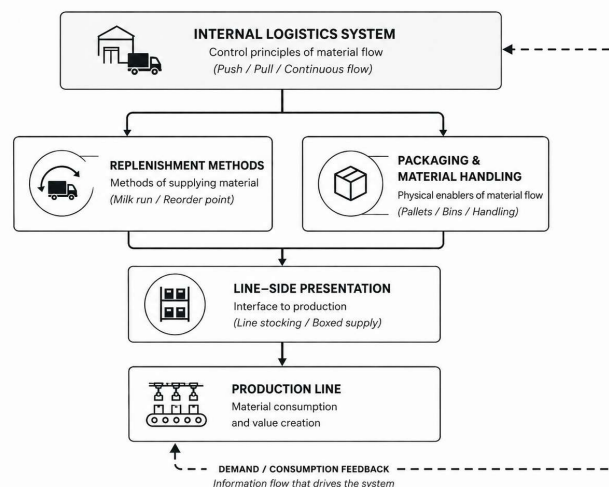 INTERNAL LOGISTICS SYSTEM
Control principles of material flow
(Push / Pull / Continuous flow)
REPLENISHMENT METHODS
Methods of supplying material
(Milk run / Reorder point)
PACKAGING &
MATERIAL HANDLING
Physical enablers of material flow
(Pallets / Bins / Handling)
LINE–SIDE PRESENTATION
Interface to production
(Line stocking / Boxed supply)
PRODUCTION LINE
Material consumption
and value creation
DEMAND / CONSUMPTION FEEDBACK
Information flow that drives the system